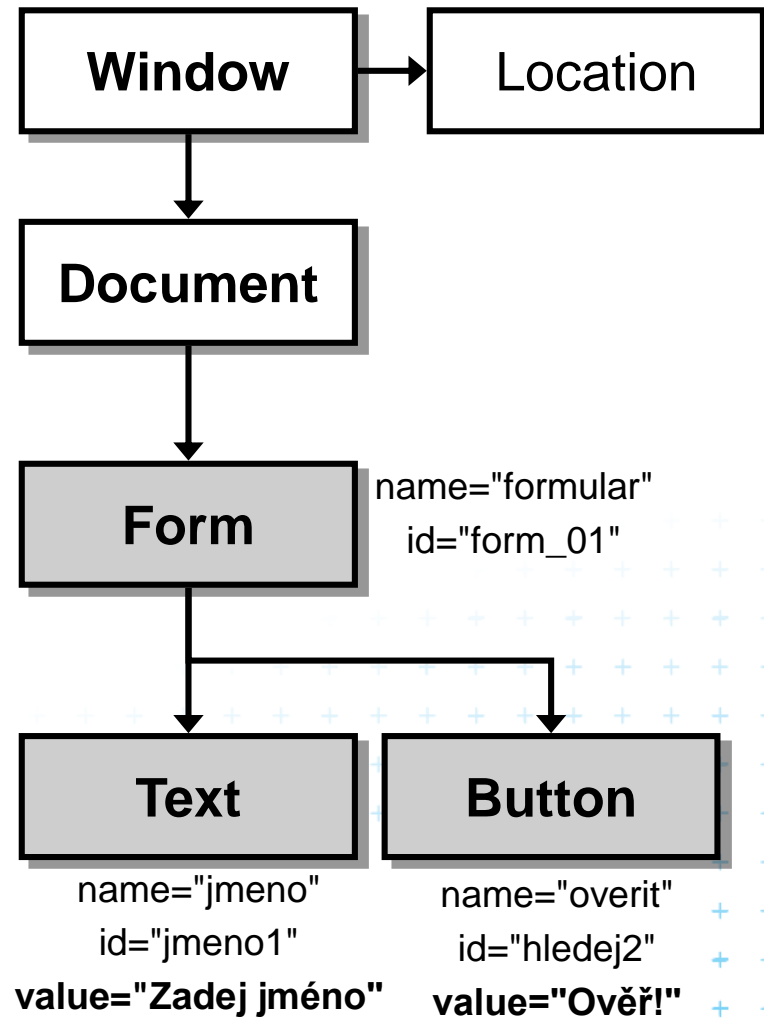 Window
Location
Document
Form
name="formular"
id="form_01"
Text
Button
name="jmeno"
id="jmeno1"
value="Zadej jméno"
name="overit"
id="hledej2"
value="Ověř!"